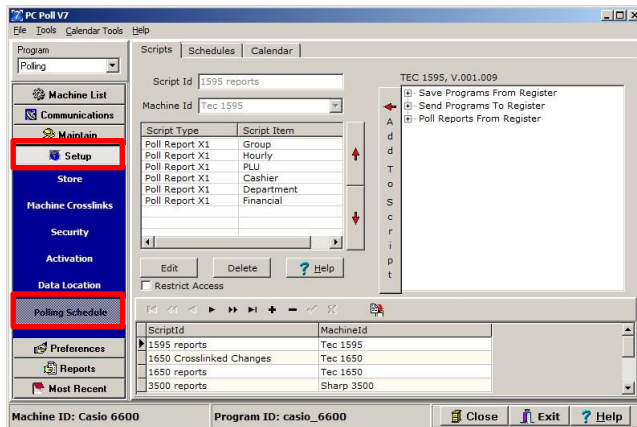 PC Poll V7
File Tools Calendar Tools Help
Program
Polling
Machine List
Communications
Maintain
Setup
Store
Machine Crosslinks
Security
Activation
Data Location
Polling Schedule
Preferences
Reports
Most Recent
Scripts Schedules Calendar
Script Id 1595 reports
Machine Id Tec 1595
Script Type Script Item
Poll Report X1 Group
Poll Report X1 Hourly
Poll Report X1 PLU
Poll Report X1 Cashier
Poll Report X1 Department
Poll Report X1 Financial
Edit Delete ? Help
Restrict Access
Add To Script
TEC 1595, V.001.009
Save Programs From Register
Send Programs To Register
Poll Reports From Register
ScriptId MachineId
1595 reports Tec 1595
1650 Crosslinked Changes Tec 1650
1650 reports Tec 1650
3500 reports Sharp 3500
Machine ID: Casio 6600 Program ID: casio_6600 Close Exit ? Help